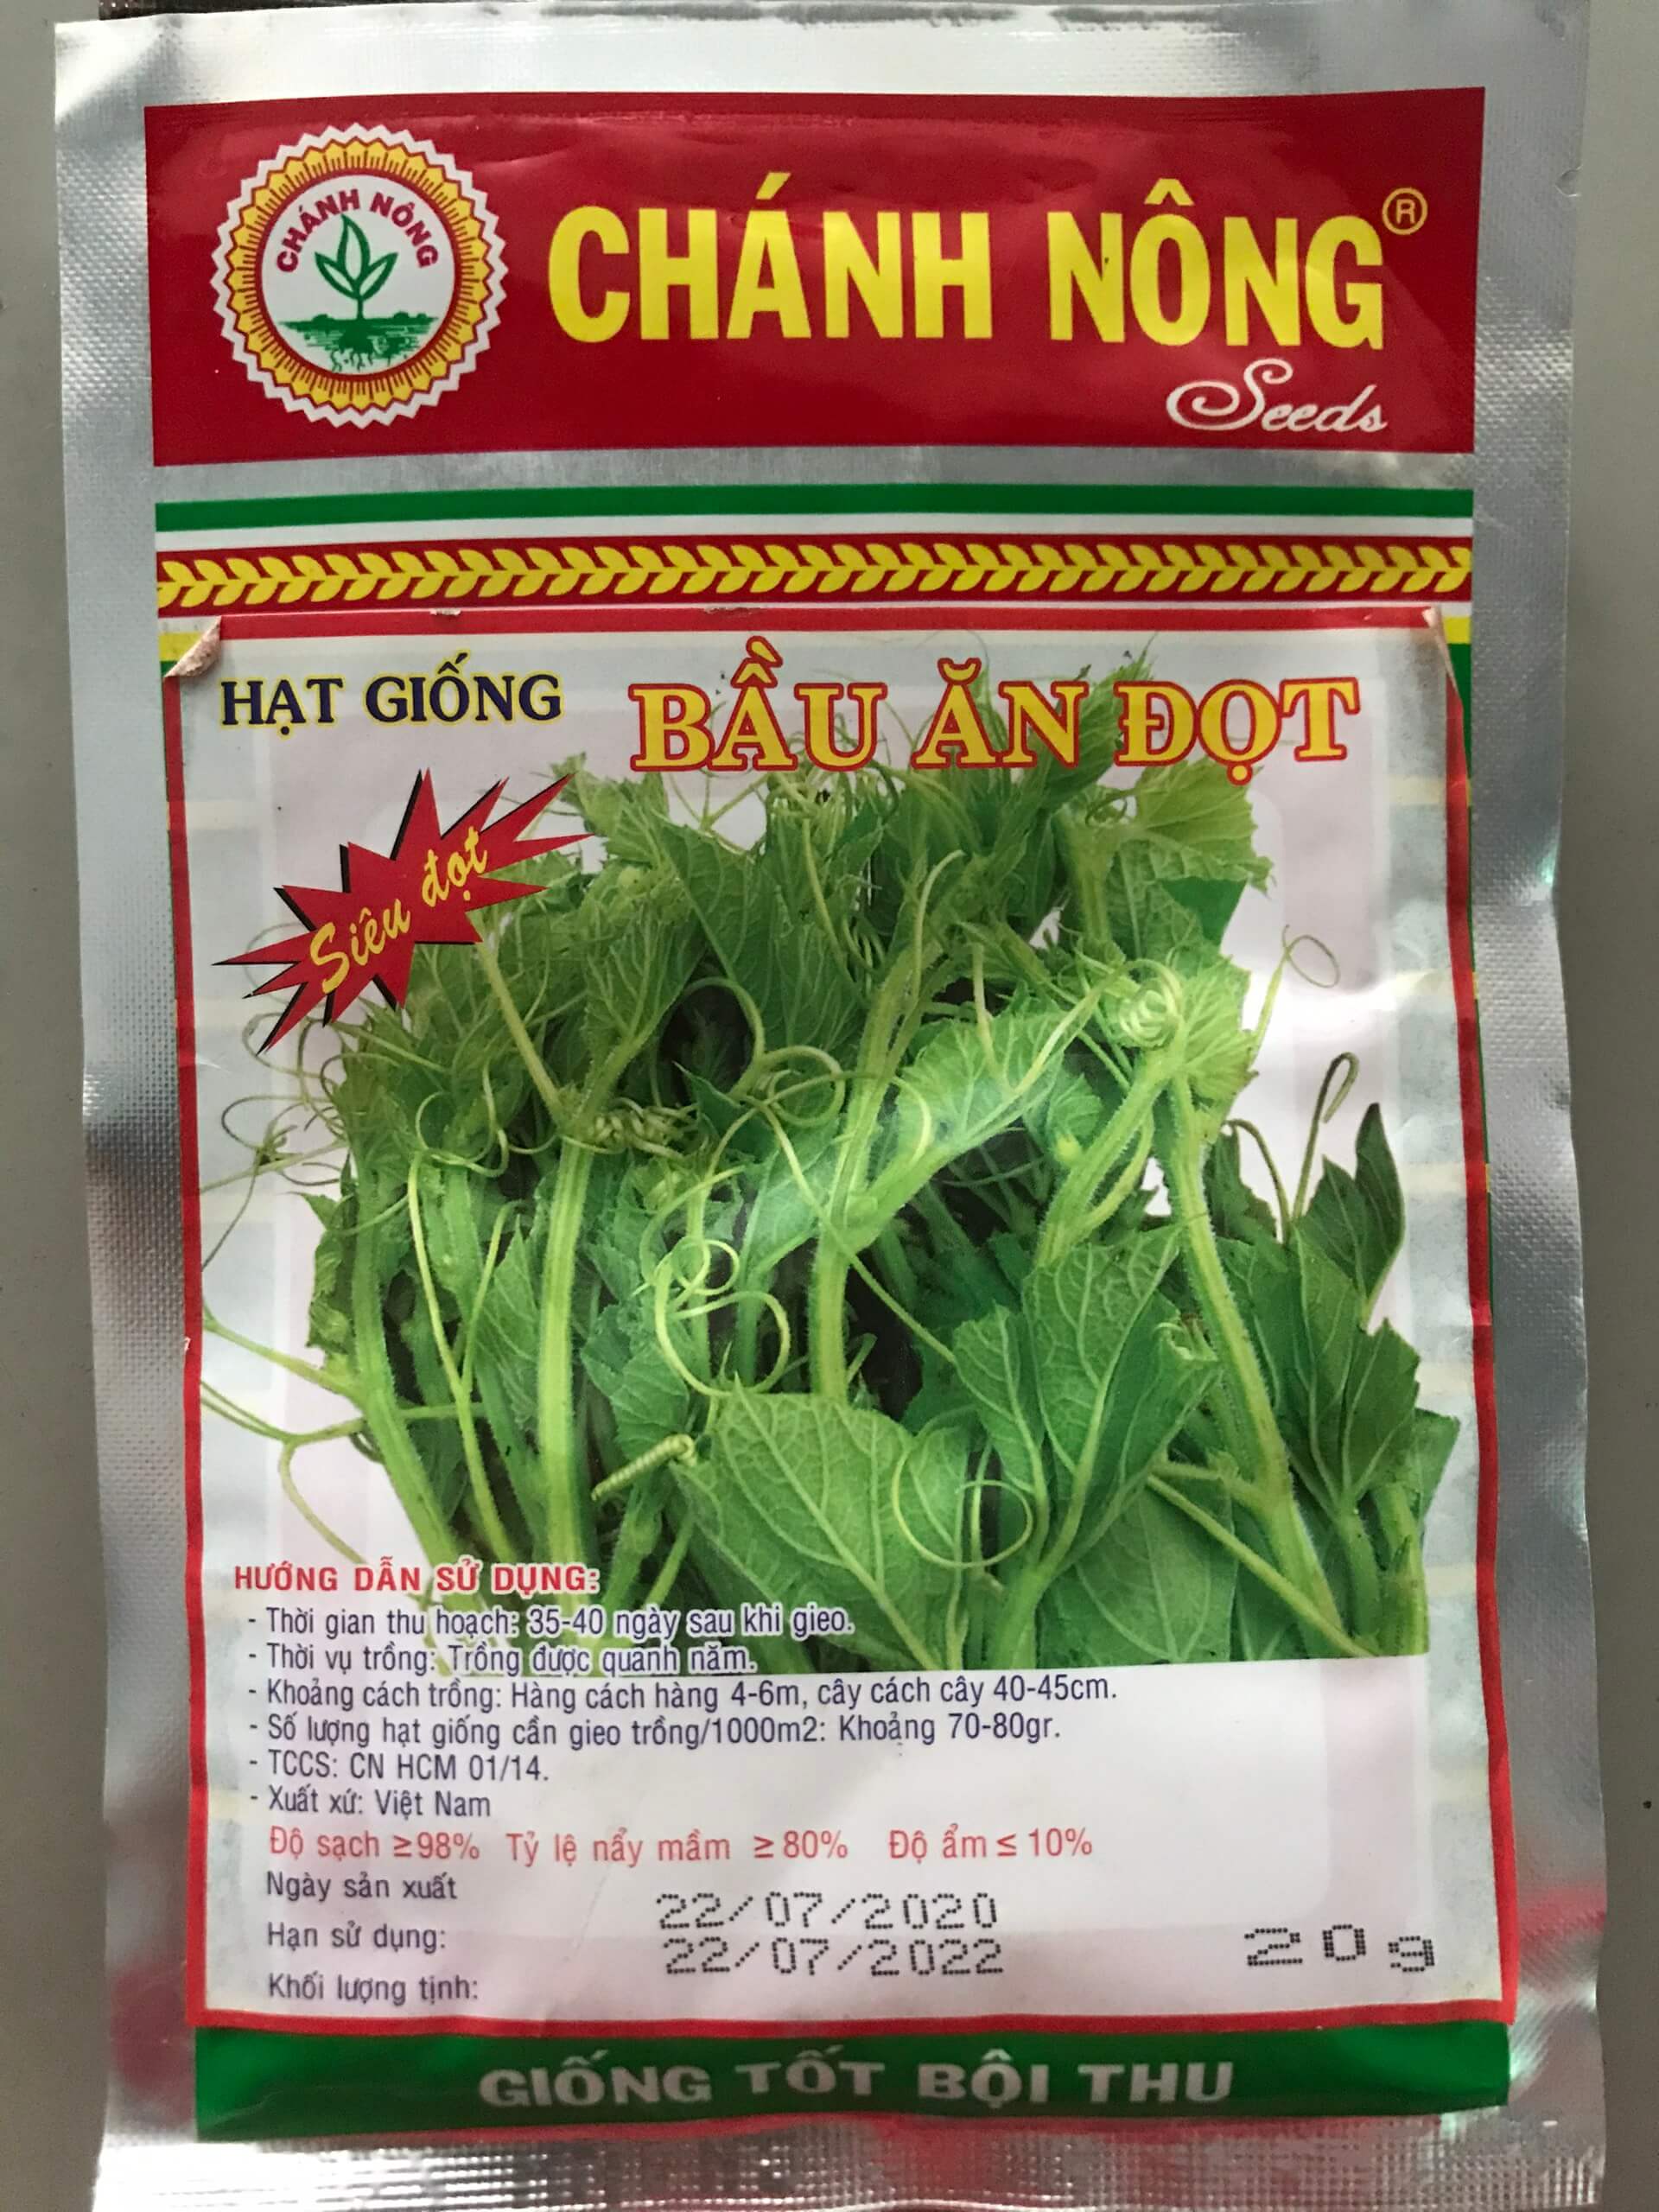 CHÁNH NÔNG
CHÁNH NÔNG®
Seeds
HẠT GIỐNG BẦU ĂN ĐỌT
Siêu đọt
HƯỚNG DẪN SỬ DỤNG:
- Thời gian thu hoạch: 35-40 ngày sau khi gieo.
- Thời vụ trồng: Trồng được quanh năm.
- Khoảng cách trồng: Hàng cách hàng 4-6m, cây cách cây 40-45cm.
- Số lượng hạt giống cần gieo trồng/1000m2: Khoảng 70-80gr.
- TCCS: CN HCM 01/14.
- Xuất xứ: Việt Nam
Độ sạch ≥98% Tỷ lệ nẩy mầm ≥80% Độ ẩm ≤ 10%
Ngày sản xuất 22/07/2020
Hạn sử dụng: 22/07/2022
Khối lượng tịnh: 20g
GIỐNG TỐT BỘI THU